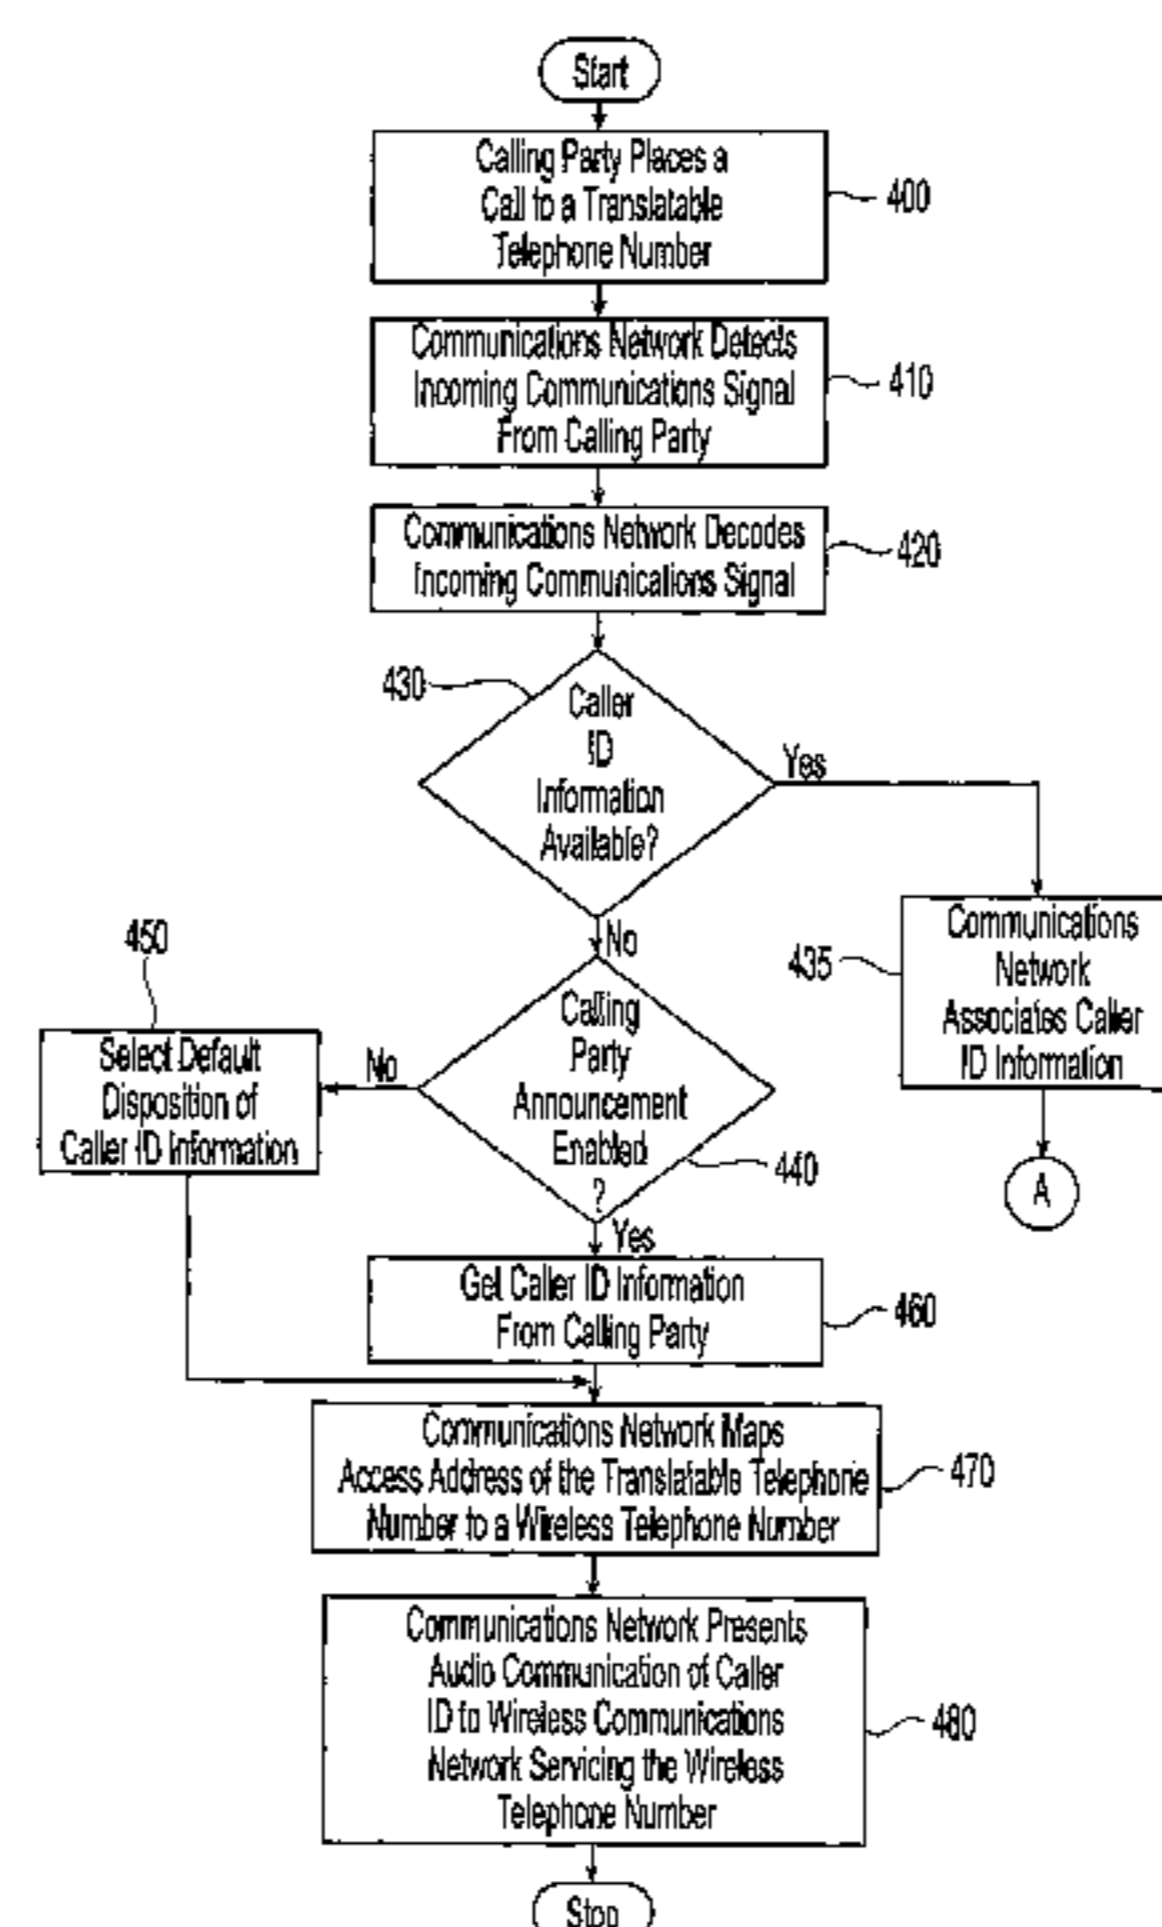 Start
Calling Party Places a
Call to a Translatable
Telephone Number
400
Communications Network Detects
Incoming Communications Signal
From Calling Party
410
Communications Network Decodes
Incoming Communications Signal
420
430
Caller
ID
Information
Available?
Yes
No
Communications
Network
Associates Caller
ID Information
435
A
450
Select Default
Disposition of
Caller ID Information
No
Calling
Party
Announcement
Enabled
?
440
Yes
Get Caller ID Information
From Calling Party
460
Communications Network Maps
Access Address of the Translatable Telephone
Number to a Wireless Telephone Number
470
Communications Network Presents
Audio Communication of Caller
ID to Wireless Communications
Network Servicing the Wireless
Telephone Number
480
Stop